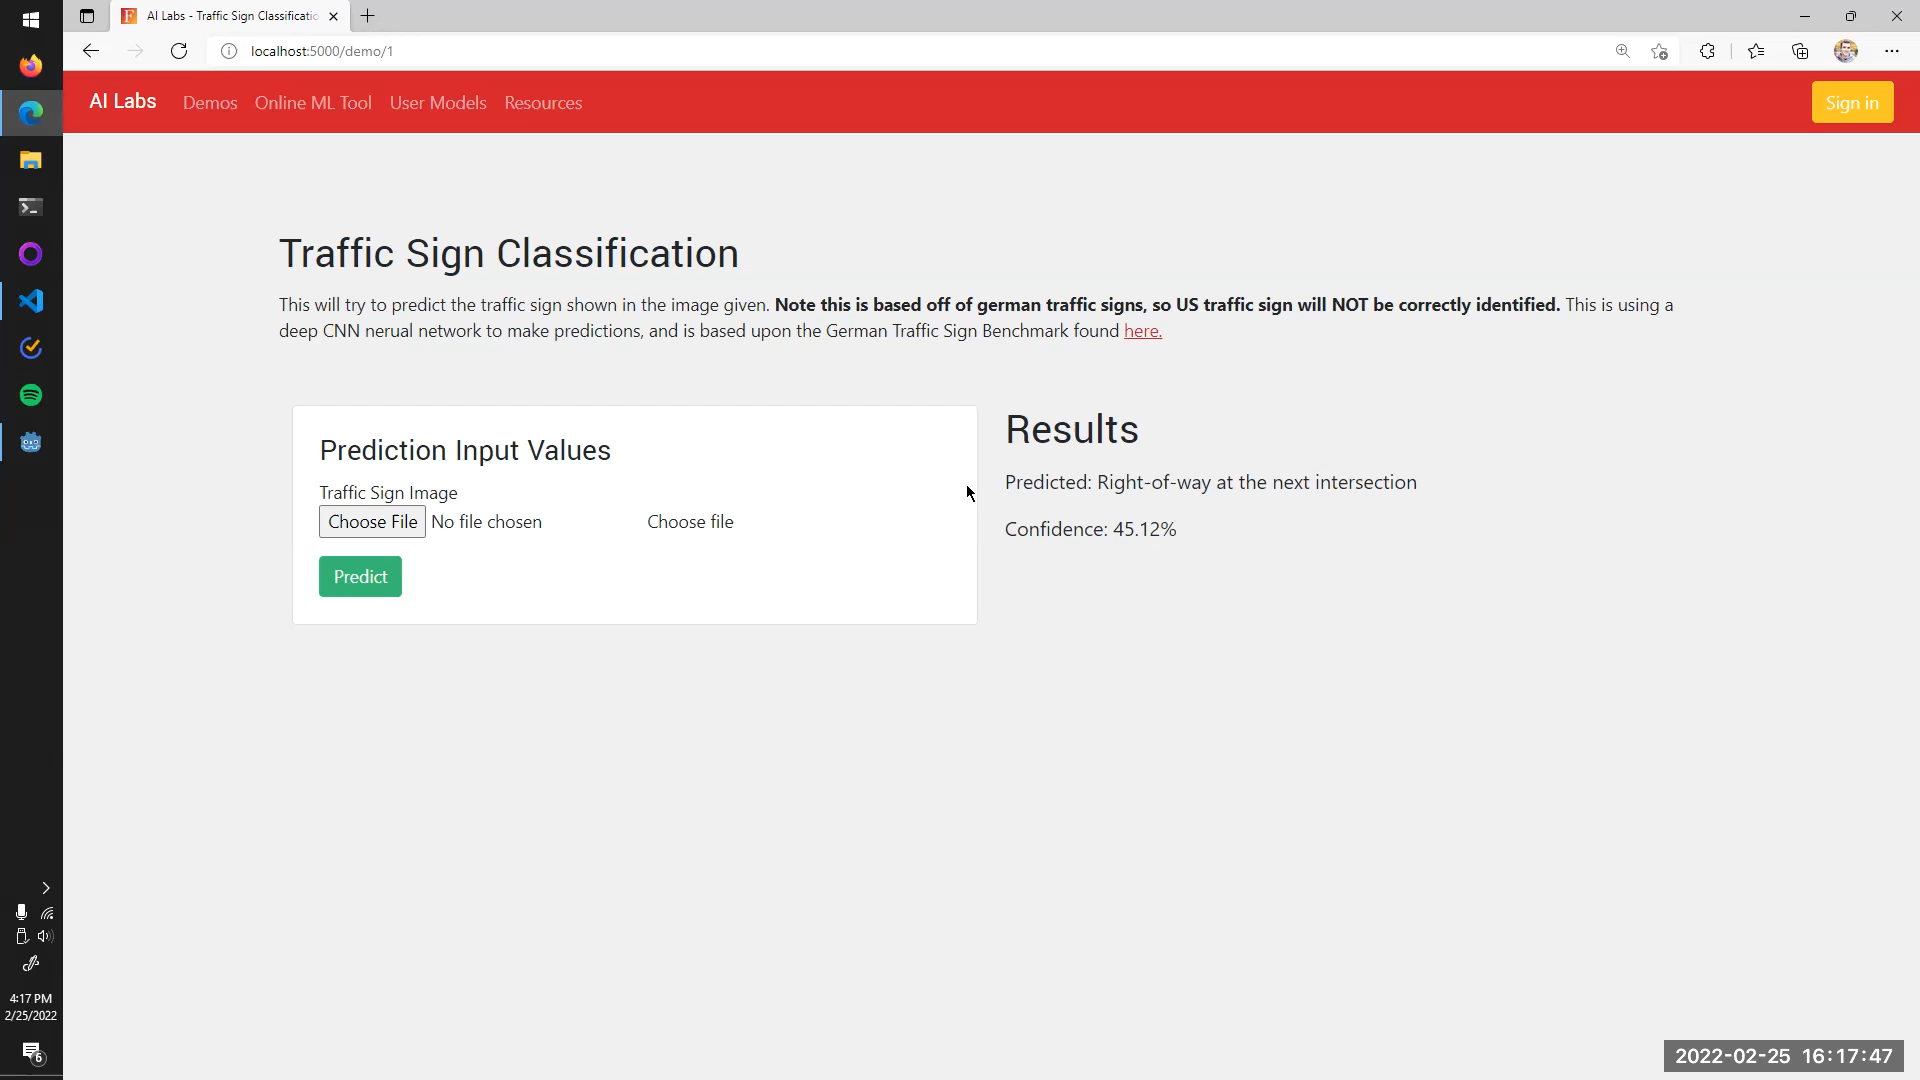 AI Labs - Traffic Sign Classificatio
localhost:5000/demo/1
AI Labs Demos Online ML Tool User Models Resources Sign in
Traffic Sign Classification
This will try to predict the traffic sign shown in the image given. Note this is based off of german traffic signs, so US traffic sign will NOT be correctly identified. This is using a
deep CNN nerual network to make predictions, and is based upon the German Traffic Sign Benchmark found here.
Prediction Input Values
Traffic Sign Image
Choose File No file chosen Choose file
Predict
Results
Predicted: Right-of-way at the next intersection
Confidence: 45.12%
4:17 PM
2/25/2022
6
2022-02-25 16:17:47